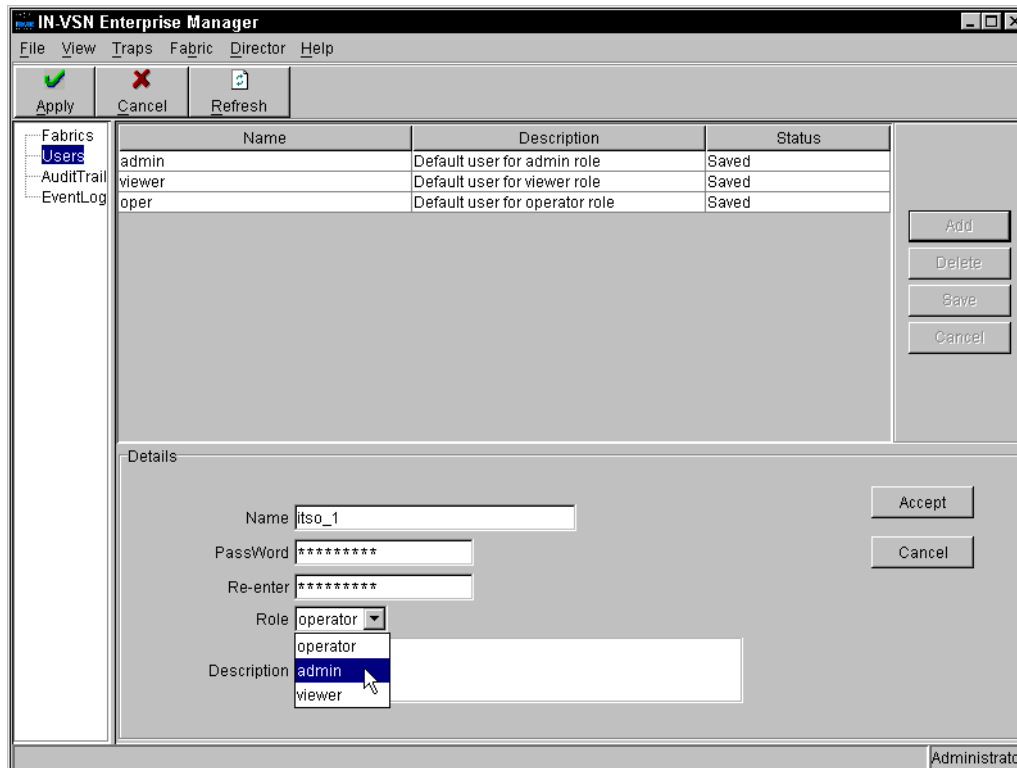 IN-VSN Enterprise Manager
File View Traps Fabric Director Help
Apply Cancel Refresh
Fabrics
Users
AuditTrail
EventLog
Name Description Status
admin Default user for admin role Saved
viewer Default user for viewer role Saved
oper Default user for operator role Saved
Add
Delete
Save
Cancel
Details
Name itso_1
Accept
PassWord *********
Cancel
Re-enter *********
Role operator
operator
Description admin
viewer
Administrato